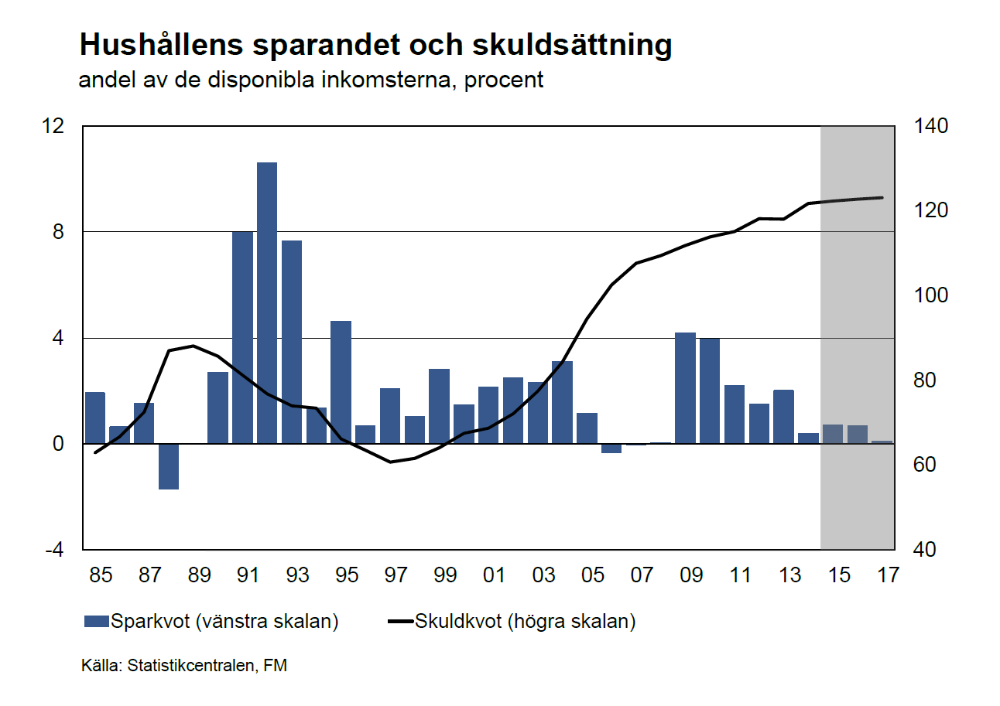 Hushållens sparandet och skuldsättning
andel av de disponibla inkomsterna, procent
12 140
120
8
100
4
80
0
60
-4 40
85 87 89 91 93 95 97 99 01 03 05 07 09 11 13 15 17
Sparkvot (vänstra skalan) Skuldkvot (högra skalan)
Källa: Statistikcentralen, FM